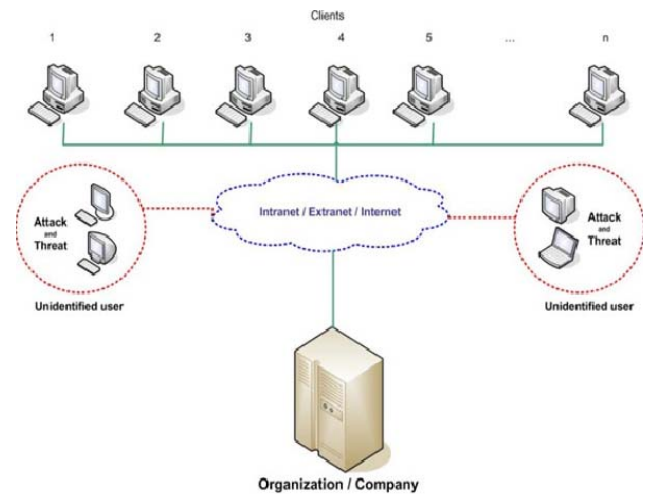 Clients
1 2 3 4 5 ... n
Intranet / Extranet / Internet
Attack
and
Threat
Unidentified user
Attack
and
Threat
Unidentified user
Organization / Company